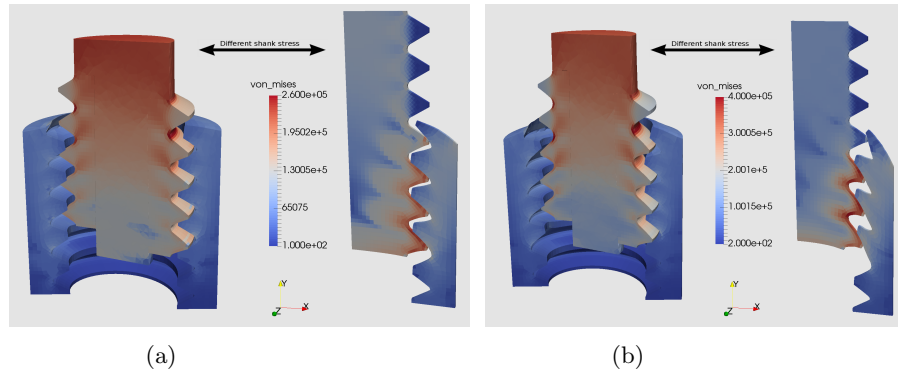 Different shank stress
von_mises
2.600e+05
1.9502e+5
1.3005e+5
65075
1.000e+02
Y
X
Z
(a)
Different shank stress
von_mises
4.000e+05
3.0005e+5
2.001e+5
1.0015e+5
2.000e+02
Y
X
Z
(b)